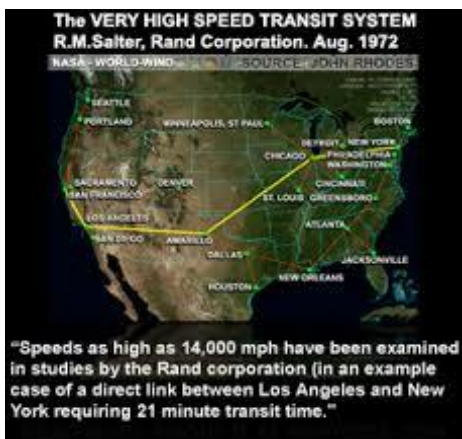 The VERY HIGH SPEED TRANSIT SYSTEM
R.M.Salter, Rand Corporation. Aug. 1972
NASA - WORLD-WIND SOURCE: JOHN RHODES
SEATTLE
PORTLAND
MINNEAPOLIS, ST PAUL
BOSTON
DETROIT NEW YORK
CHICAGO PHILADELPHIA
WASHINGTON
SACRAMENTO DENVER CINCINNATI
SAN FRANCISCO ST. LOUIS GREENSBORO
LOS ANGELES
SAN DIEGO AMARILLO ATLANTA
DALLAS
JACKSONVILLE
NEW ORLEANS
HOUSTON
"Speeds as high as 14,000 mph have been examined
in studies by the Rand corporation (in an example
case of a direct link between Los Angeles and New
York requiring 21 minute transit time."